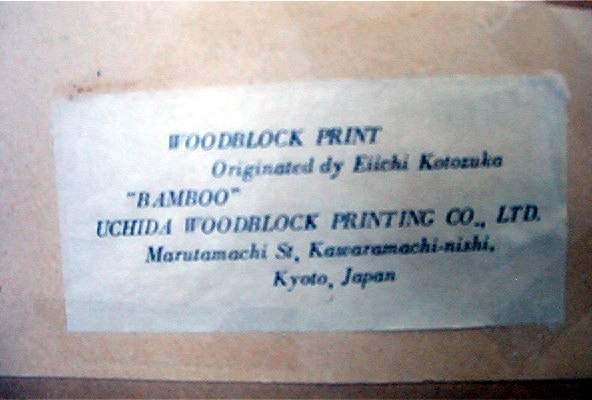 WOODBLOCK PRINT
Originated dy Eiichi Kotozuka
"BAMBOO"
UCHIDA WOODBLOCK PRINTING CO., LTD.
Marutamachi St, Kawaramachi-nishi,
Kyoto, Japan